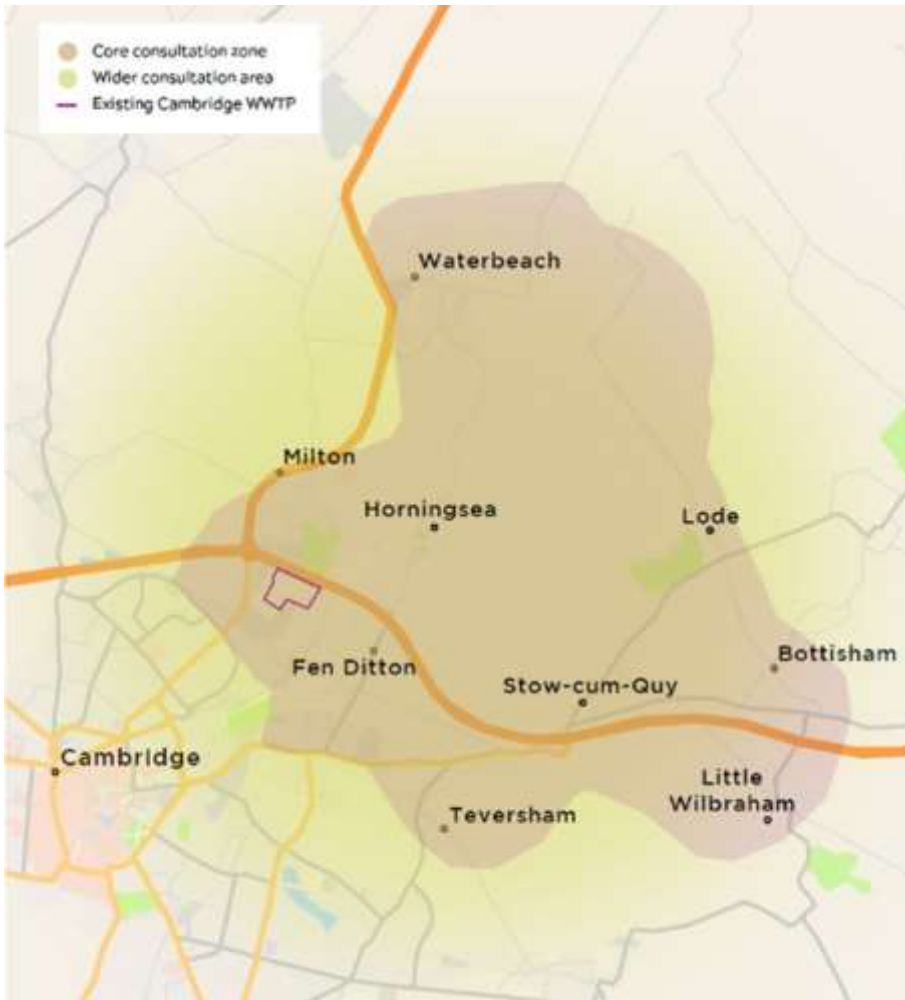 Core consultation zone
Wider consultation area
Existing Cambridge WWTP
Waterbeach
Milton
Horningsea
Lode
Fen Ditton
Bottisham
Stow-cum-Quy
Cambridge
Little
Wilbraham
Teversham